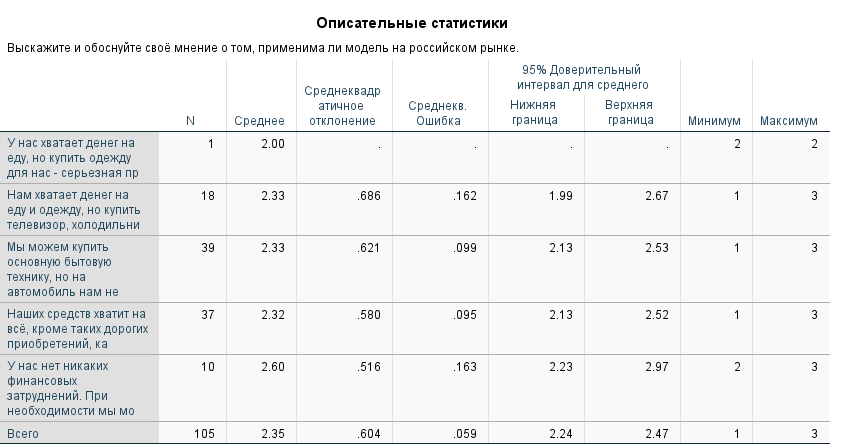 Описательные статистики
Выскажите и обоснуйте своё мнение о том, применима ли модель на российском рынке.
95% Доверительный
интервал для среднего
N Среднее Среднеквадр
атичное
отклонение Среднекв.
Ошибка Нижняя
граница Верхняя
граница Минимум Максимум
У нас хватает денег на 1 2.00 . . . . 2 2
еду, но купить одежду
для нас - серьезная пр
Нам хватает денег на 18 2.33 .686 .162 1.99 2.67 1 3
еду и одежду, но купить
телевизор, холодильни
Мы можем купить 39 2.33 .621 .099 2.13 2.53 1 3
основную бытовую
технику, но на
автомобиль нам не
Наших средств хватит на 37 2.32 .580 .095 2.13 2.52 1 3
всё, кроме таких дорогих
приобретений, ка
У нас нет никаких 10 2.60 .516 .163 2.23 2.97 2 3
финансовых
затруднений. При
необходимости мы мо
Всего 105 2.35 .604 .059 2.24 2.47 1 3